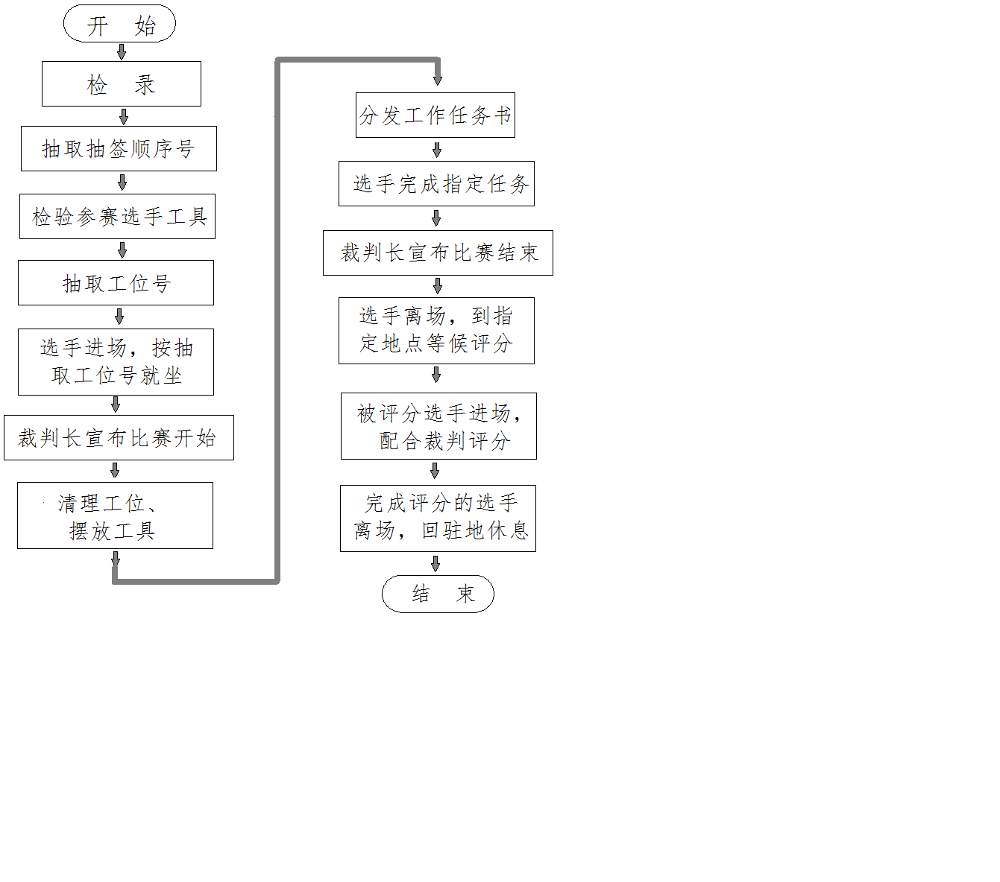 开 始
检 录
抽取抽签顺序号
检验参赛选手工具
抽取工位号
选手进场，按抽
取工位号就坐
裁判长宣布比赛开始
清理工位、
摆放工具
分发工作任务书
选手完成指定任务
裁判长宣布比赛结束
选手离场，到指
定地点等候评分
被评分选手进场，
配合裁判评分
完成评分的选手
离场，回驻地休息
结 束